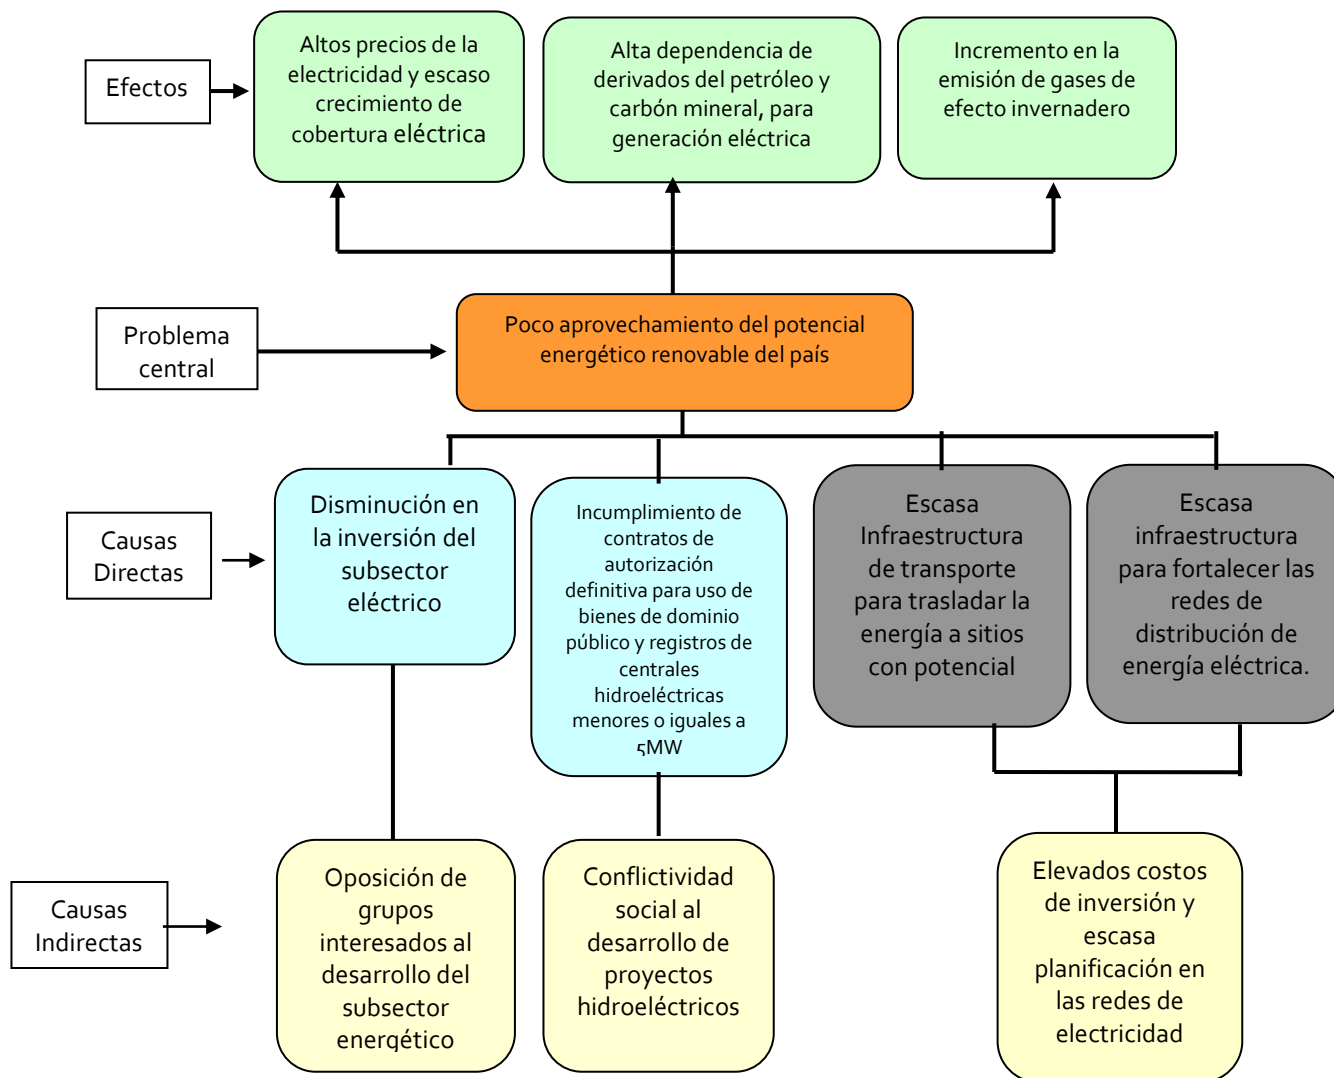 Efectos
Altos precios de la
electricidad y escaso
crecimiento de
cobertura eléctrica
Alta dependencia de
derivados del petróleo y
carbón mineral, para
generación eléctrica
Incremento en la
emisión de gases de
efecto invernadero
Problema
central
Poco aprovechamiento del potencial
energético renovable del país
Causas
Directas
Disminución en
la inversión del
subsector
eléctrico
Incumplimiento de
contratos de
autorización
definitiva para uso de
bienes de dominio
público y registros de
centrales
hidroeléctricas
menores o iguales a
5MW
Escasa
Infraestructura
de transporte
para trasladar la
energía a sitios
con potencial
Escasa
infraestructura
para fortalecer las
redes de
distribución de
energía eléctrica.
Causas
Indirectas
Oposición de
grupos
interesados al
desarrollo del
subsector
energético
Conflictividad
social al
desarrollo de
proyectos
hidroeléctricos
Elevados costos
de inversión y
escasa
planificación en
las redes de
electricidad